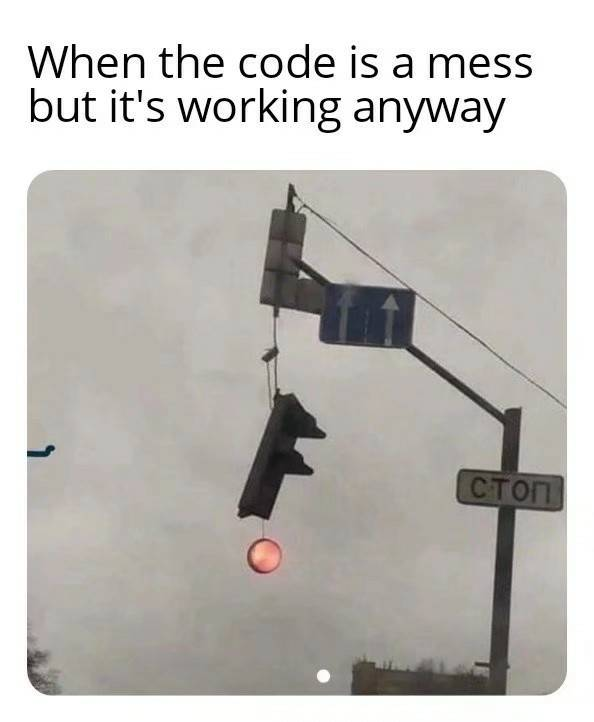 When the code is a mess
but it's working anyway
СТОП